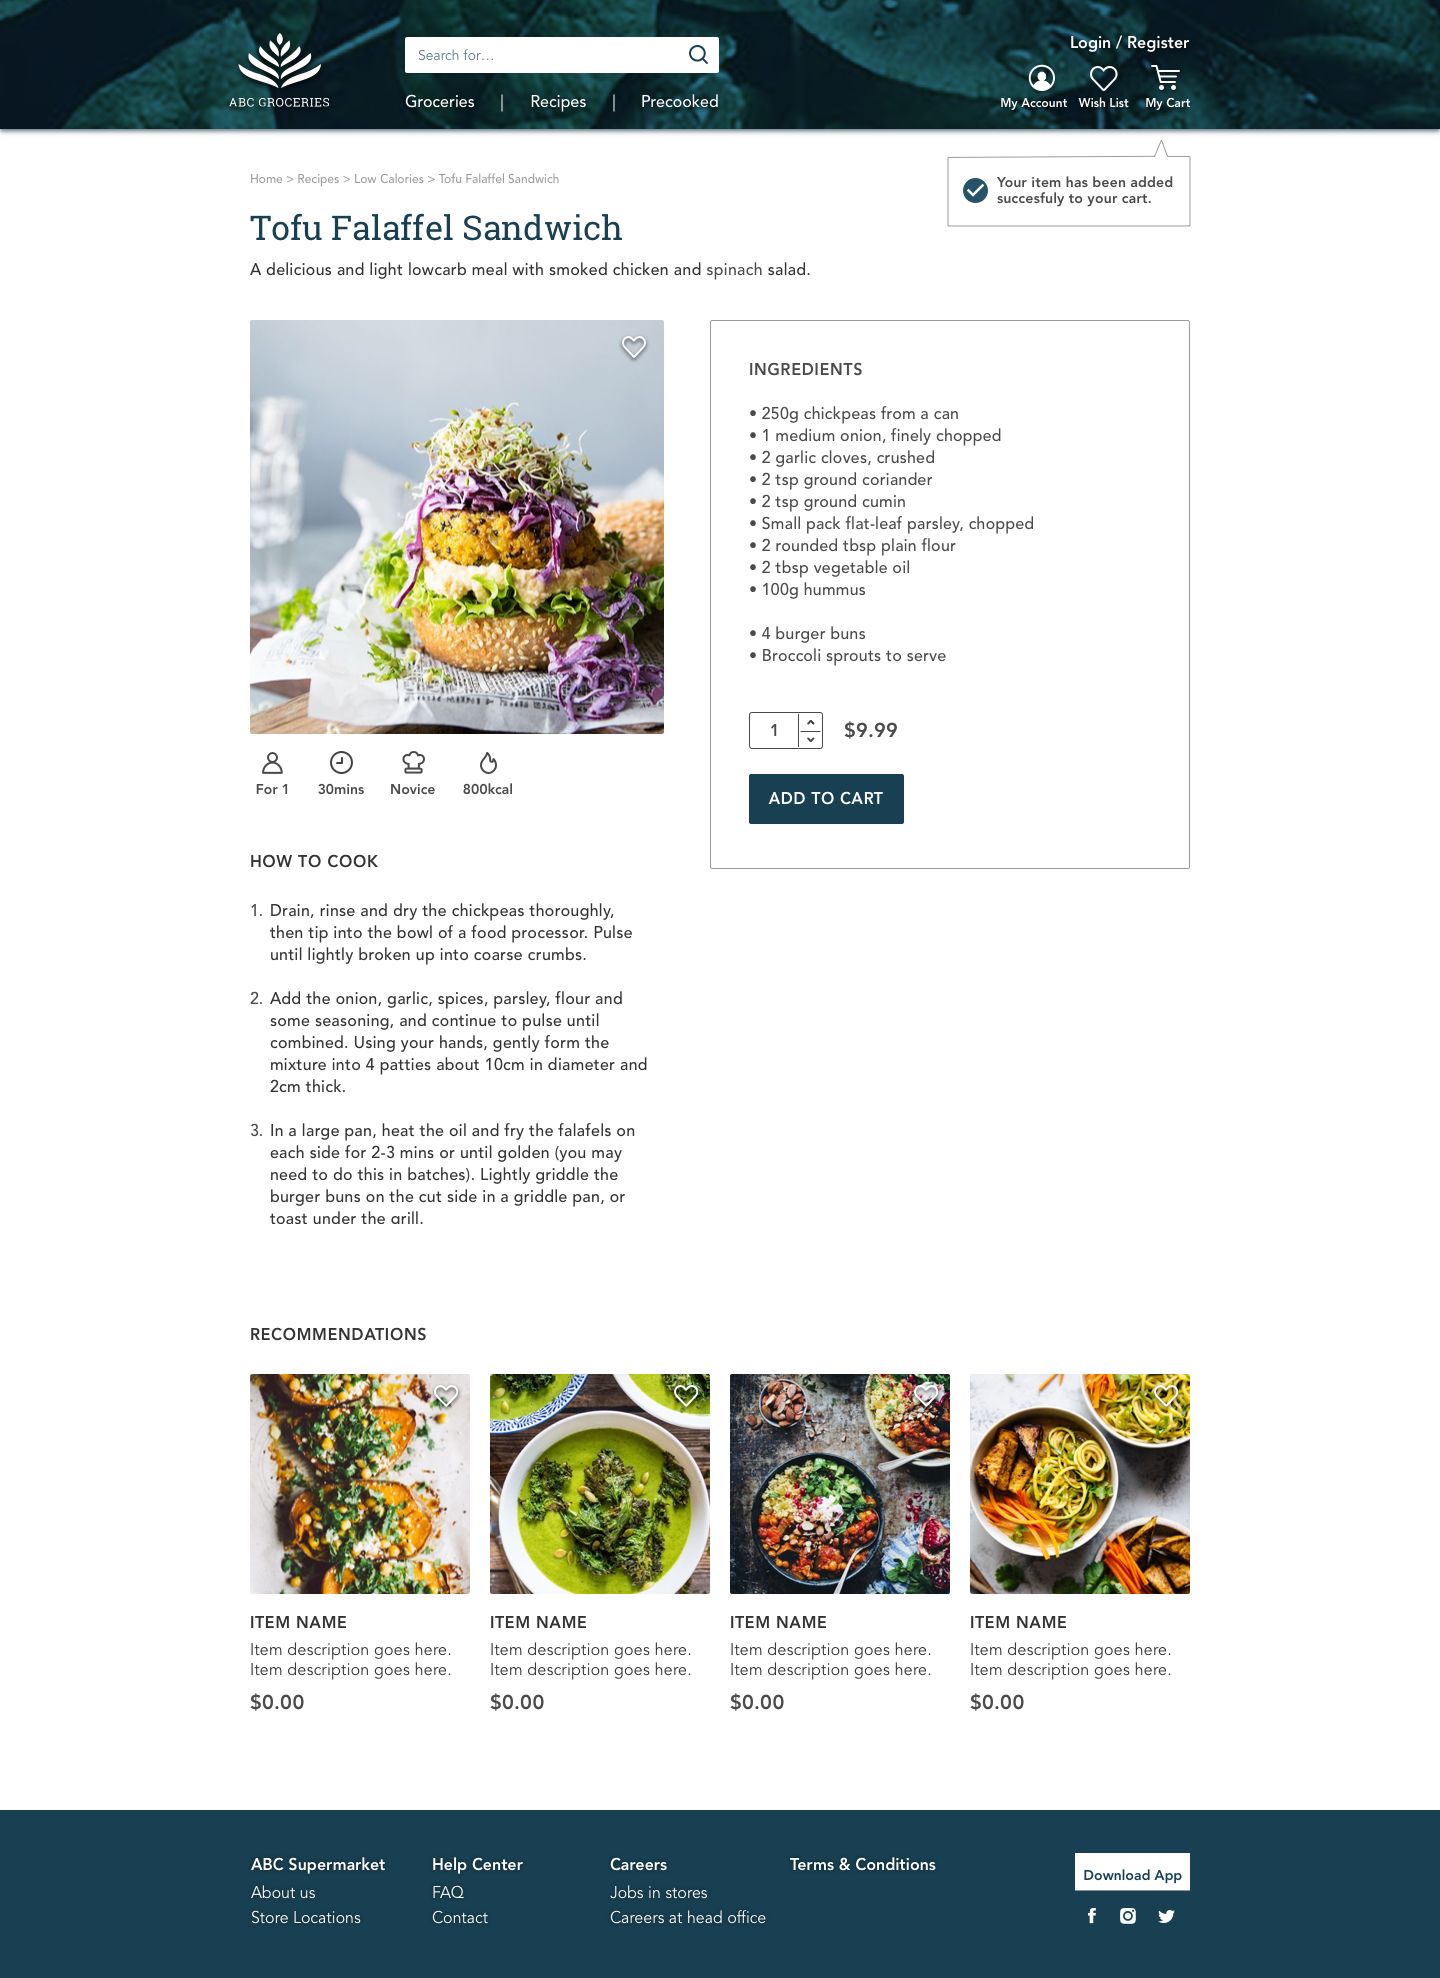 ABC GROCERIES
Search for...
Groceries | Recipes | Precooked
Login / Register
My Account Wish List My Cart
Your item has been added
succesfuly to your cart.
Home > Recipes > Low Calories > Tofu Falaffel Sandwich
Tofu Falaffel Sandwich
A delicious and light lowcarb meal with smoked chicken and spinach salad.
For 1 30mins Novice 800kcal
INGREDIENTS
• 250g chickpeas from a can
• 1 medium onion, finely chopped
• 2 garlic cloves, crushed
• 2 tsp ground coriander
• 2 tsp ground cumin
• Small pack flat-leaf parsley, chopped
• 2 rounded tbsp plain flour
• 2 tbsp vegetable oil
• 100g hummus
• 4 burger buns
• Broccoli sprouts to serve
1 $9.99
ADD TO CART
HOW TO COOK
1. Drain, rinse and dry the chickpeas thoroughly,
then tip into the bowl of a food processor. Pulse
until lightly broken up into coarse crumbs.
2. Add the onion, garlic, spices, parsley, flour and
some seasoning, and continue to pulse until
combined. Using your hands, gently form the
mixture into 4 patties about 10cm in diameter and
2cm thick.
3. In a large pan, heat the oil and fry the falafels on
each side for 2-3 mins or until golden (you may
need to do this in batches). Lightly griddle the
burger buns on the cut side in a griddle pan, or
toast under the grill.
RECOMMENDATIONS
ITEM NAME
Item description goes here.
Item description goes here.
$0.00
ITEM NAME
Item description goes here.
Item description goes here.
$0.00
ITEM NAME
Item description goes here.
Item description goes here.
$0.00
ITEM NAME
Item description goes here.
Item description goes here.
$0.00
ABC Supermarket
About us
Store Locations
Help Center
FAQ
Contact
Careers
Jobs in stores
Careers at head office
Terms & Conditions
Download App